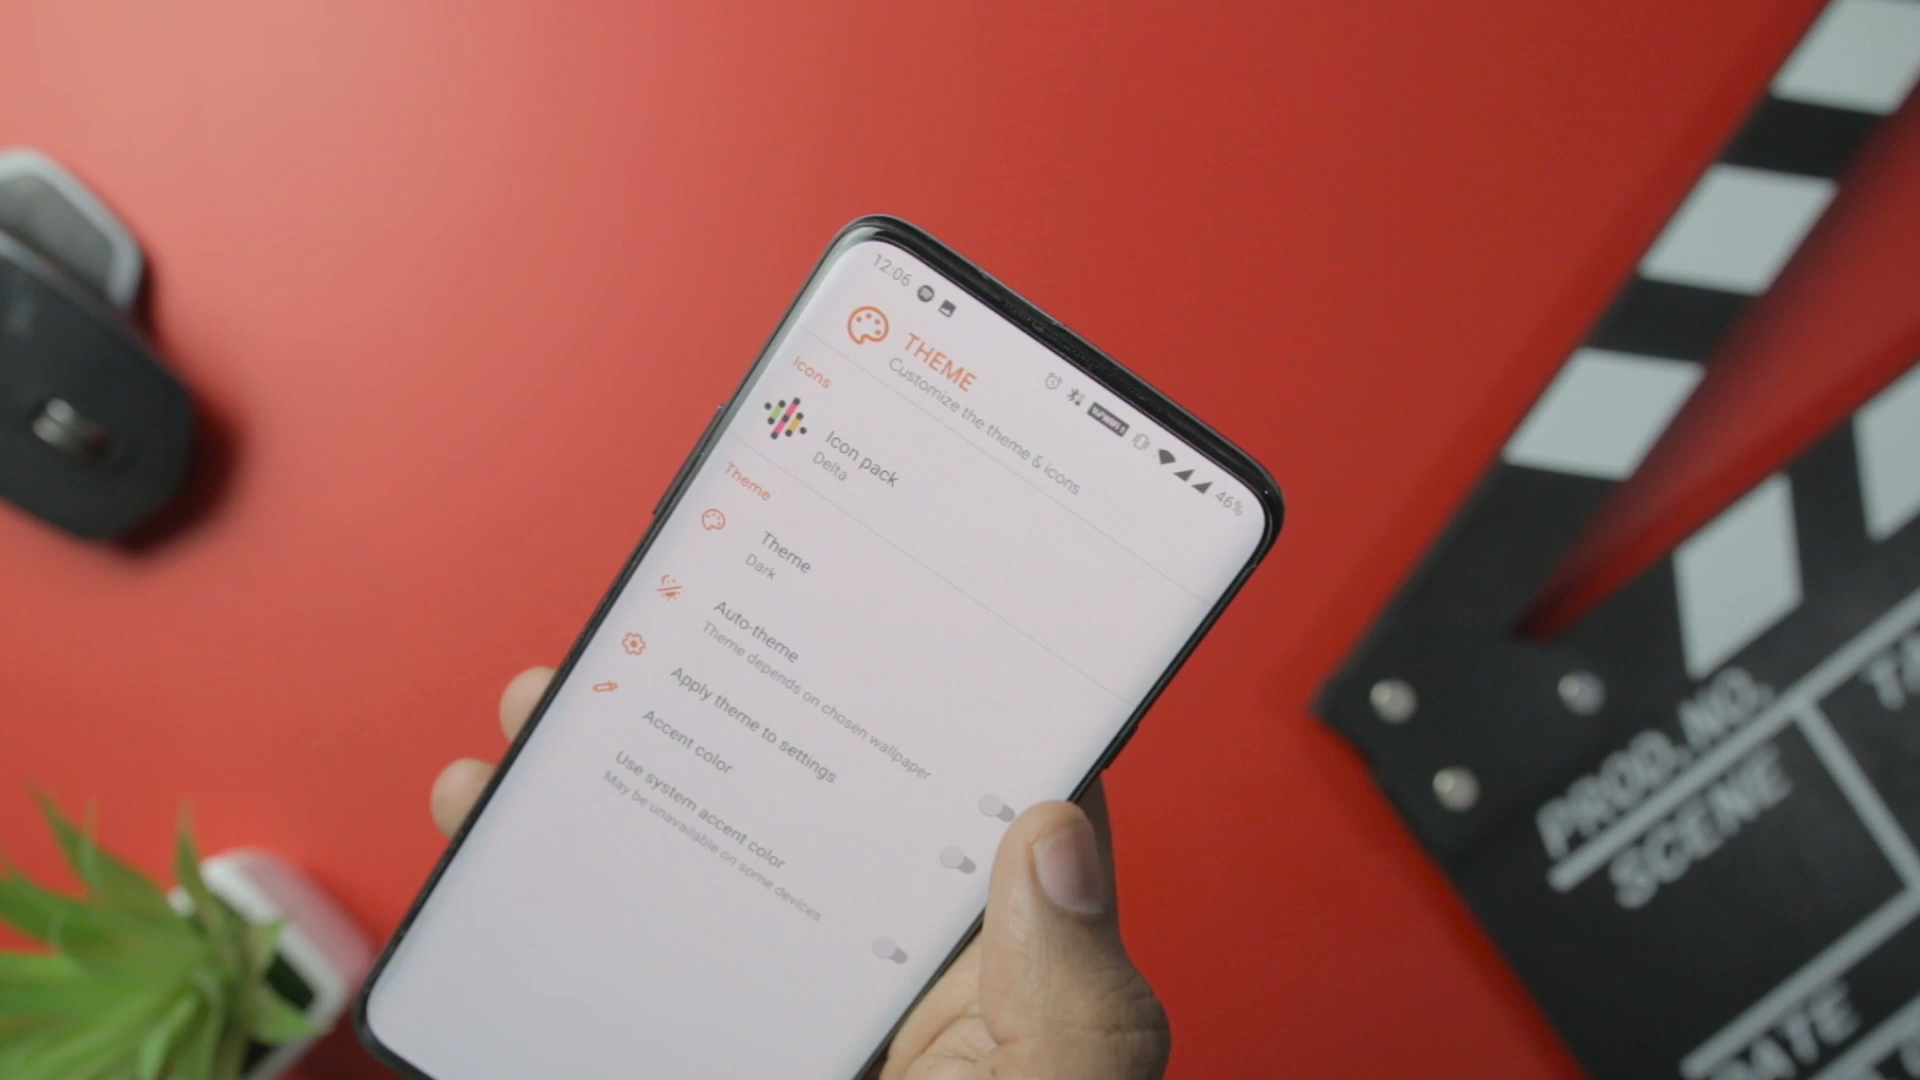 12:06
46%
THEME
Customize the theme & icons
Icons
Icon pack
Delta
Theme
Theme
Dark
Auto-theme
Theme depends on chosen wallpaper
Apply theme to settings
Accent color
Use system accent color
May be unavailable on some devices
PROD. NO.
SCENE
DATE